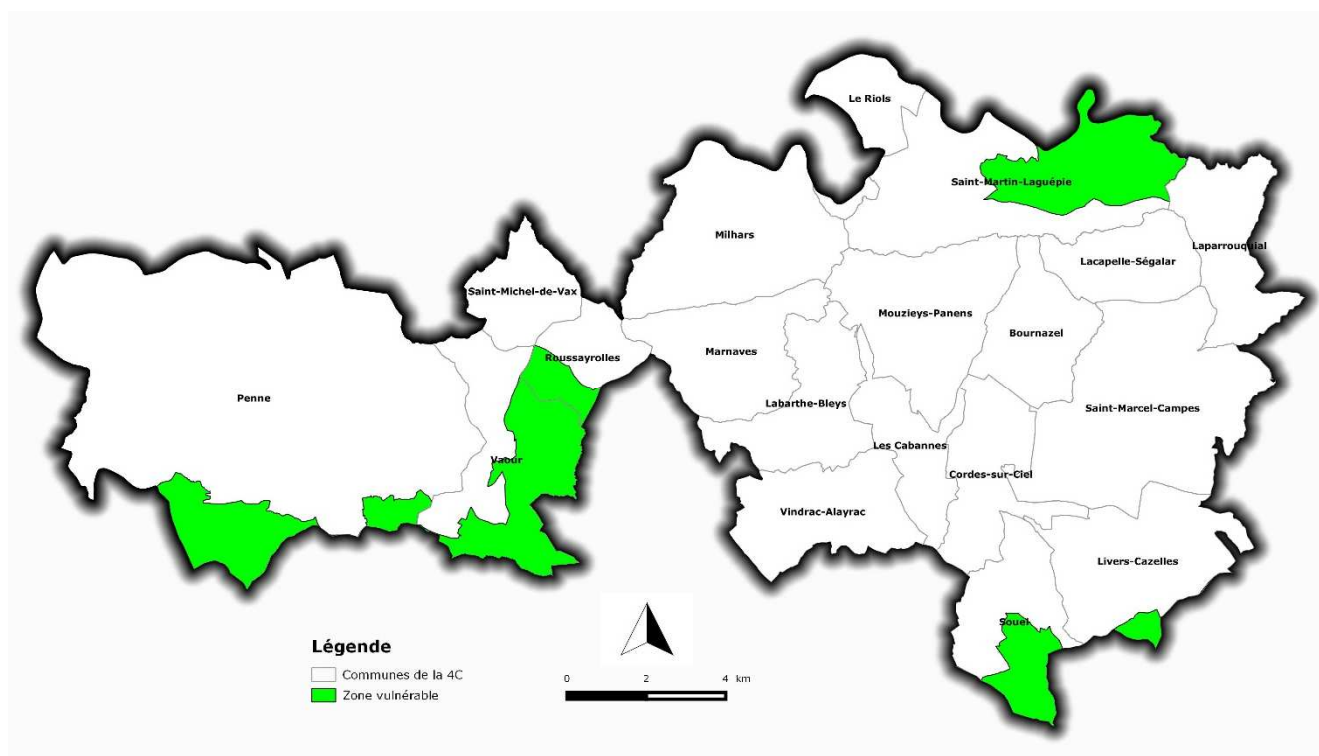 Le Riols
Saint-Martin-Laguépie
Milhars
Laparrouquial
Lacapelle-Ségalar
Saint-Michel-de-Vax
Mouzieys-Panens
Bournazel
Marnaves
Roussayrolles
Penne
Labarthe-Bleys
Saint-Marcel-Campes
Les Cabannes
Vaour
Cordes-sur-Ciel
Vindrac-Alayrac
Livers-Cazelles
Souel
Légende
Communes de la 4C
Zone vulnérable
0 2 4 km